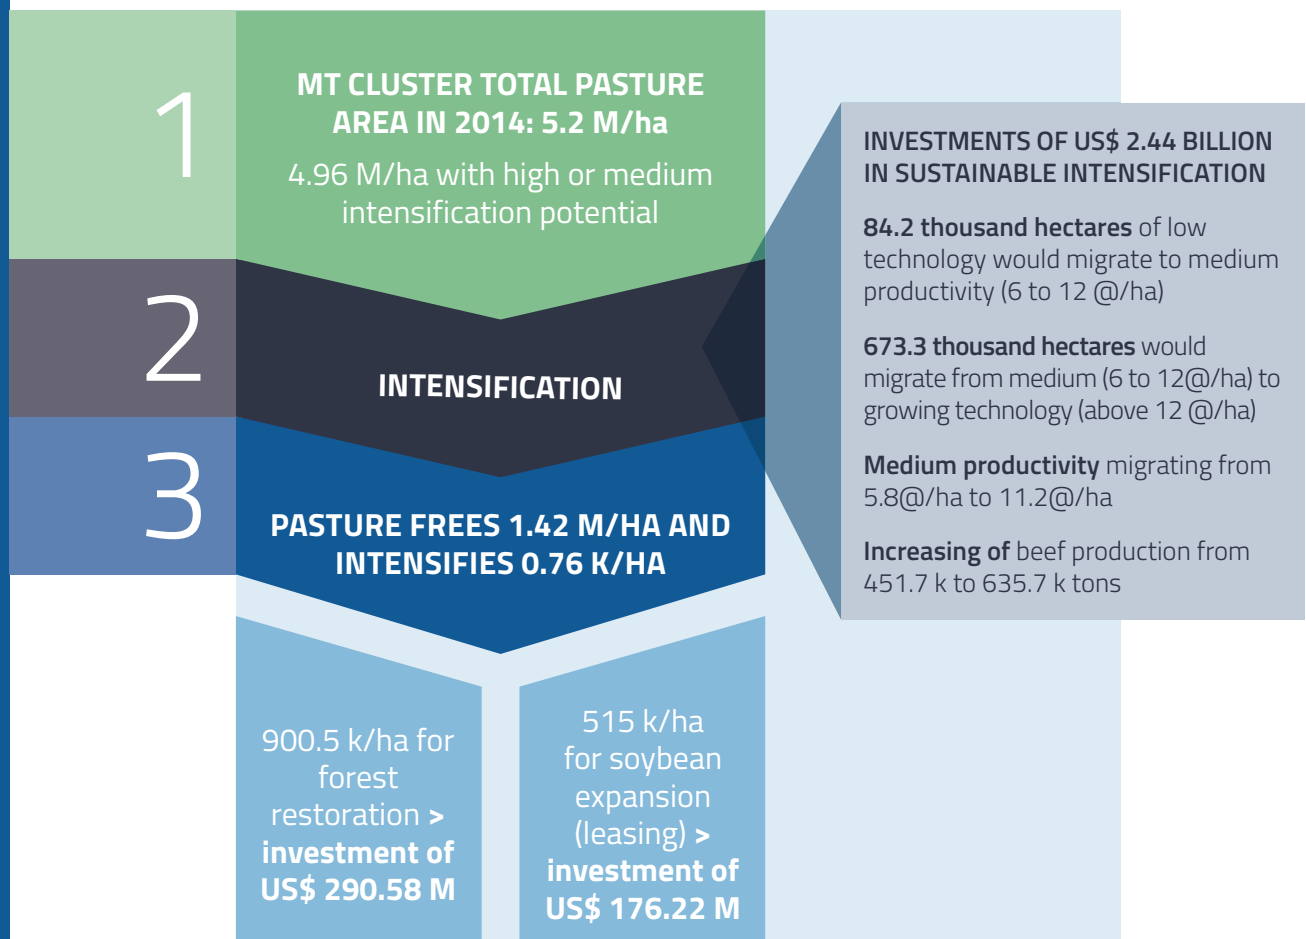 1
MT CLUSTER TOTAL PASTURE
AREA IN 2014: 5.2 M/ha
4.96 M/ha with high or medium
intensification potential
2
INTENSIFICATION
INVESTMENTS OF US$ 2.44 BILLION
IN SUSTAINABLE INTENSIFICATION
84.2 thousand hectares of low
technology would migrate to medium
productivity (6 to 12 @/ha)
673.3 thousand hectares would
migrate from medium (6 to 12@/ha) to
growing technology (above 12 @/ha)
Medium productivity migrating from
5.8@/ha to 11.2@/ha
Increasing of beef production from
451.7 k to 635.7 k tons
3
PASTURE FREES 1.42 M/HA AND
INTENSIFIES 0.76 K/HA
900.5 k/ha for
forest
restoration >
investment of
US$ 290.58 M
515 k/ha
for soybean
expansion
(leasing) >
investment of
US$ 176.22 M